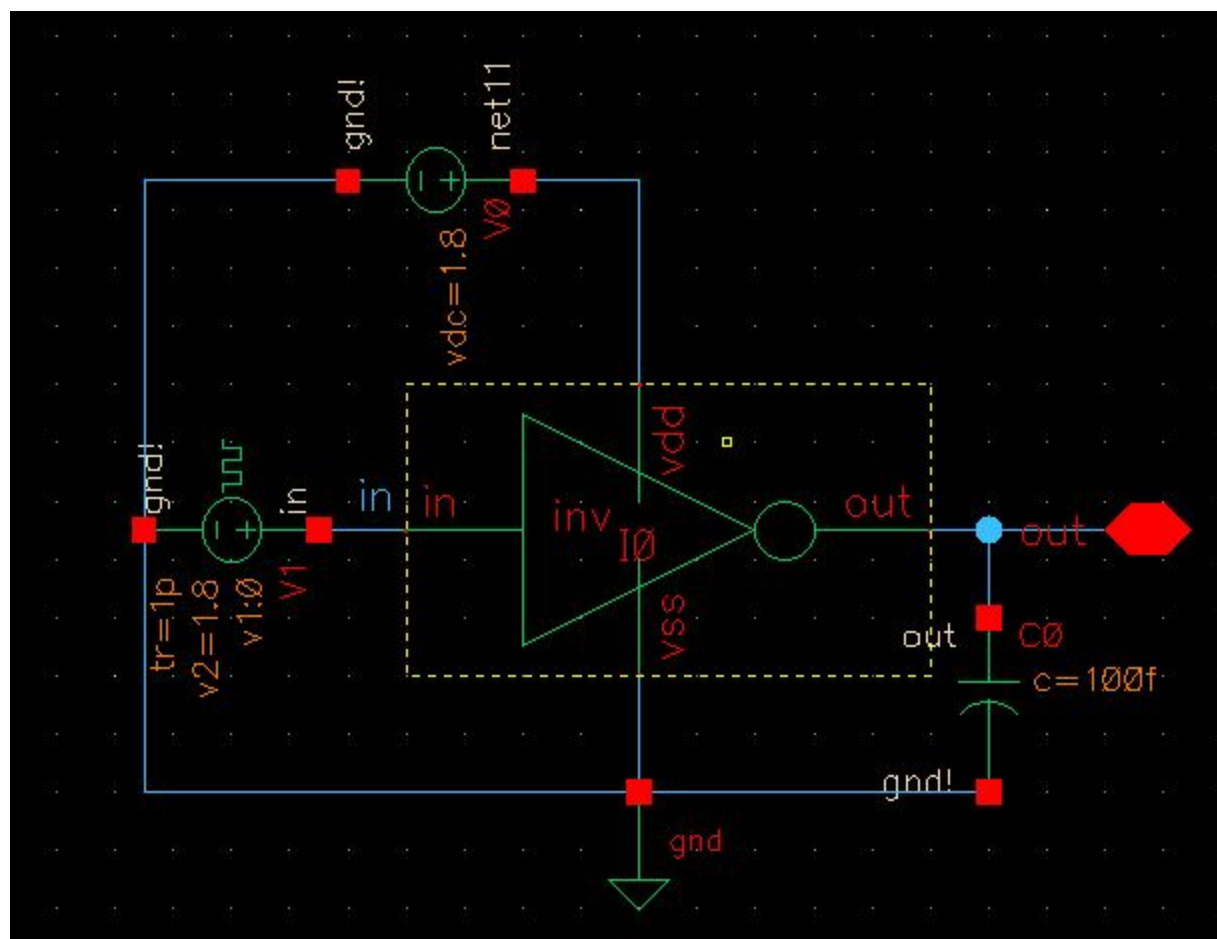 gnd!
net11
V0
vdc=1.8
gnd!
in
in
in
vdd
inv
I0
out
out
V1
tr=1p
v2=1.8
v1:0
vss
out
C0
c=100f
gnd!
gnd